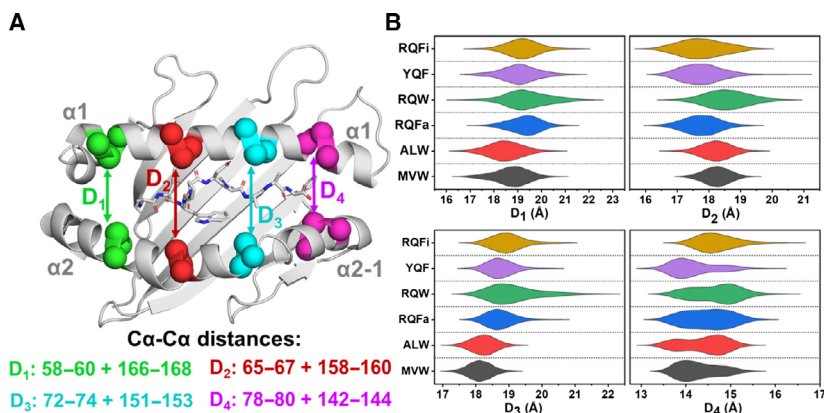 A
α1
α1
D1
D2
D3
D4
α2
α2-1
Cα-Cα distances:
D1: 58–60 + 166–168 D2: 65–67 + 158–160
D3: 72–74 + 151–153 D4: 78–80 + 142–144
B
RQFi
YQF
RQW
RQFa
ALW
MVW
16 17 18 19 20 21 22 23
D1 (Å)
16 17 18 19 20 21
D2 (Å)
RQFi
YQF
RQW
RQFa
ALW
MVW
17 18 19 20 21 22
D3 (Å)
13 14 15 16 17
D4 (Å)